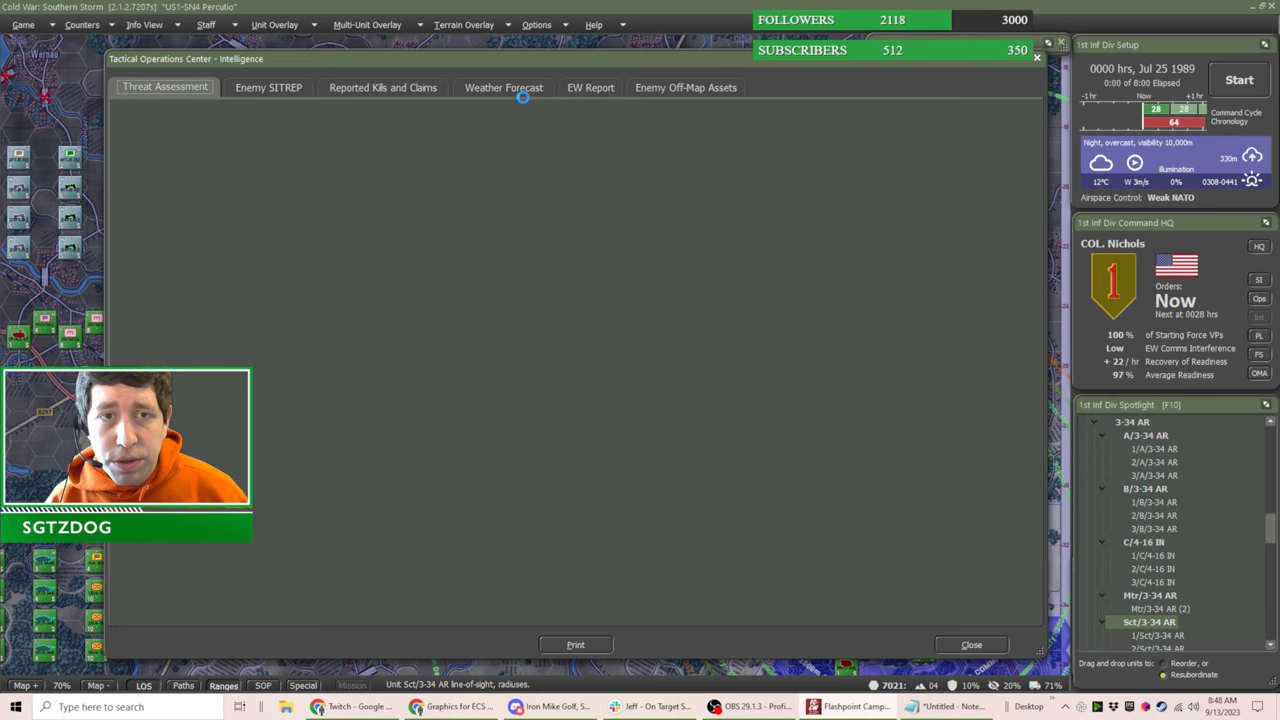 Cold War: Southern Storm [2.1.2.7207s] "US1-SN4 Percutio"
Game Counters Info View Staff Unit Overlay Multi-Unit Overlay Terrain Overlay Options Help
FOLLOWERS 2118 3000
SUBSCRIBERS 512 350
Tactical Operations Center - Intelligence
Threat Assessment Enemy SITREP Reported Kills and Claims Weather Forecast EW Report Enemy Off-Map Assets
Print
Close
Wernau
B297
SGTZDOG
1st Inf Div Setup
0000 hrs, Jul 25 1989
0:00 of 8:00 Elapsed
Start
-1 hr Now +1 hr
28 28
64
Command Cycle
Chronology
Night, overcast, visibility 10,000m
330m
illumination
12°C W 3m/s 0% 0308-0441
Airspace Control: Weak NATO
1st Inf Div Command HQ
COL. Nichols
HQ
1
Orders:
Now
Next at 0028 hrs
SI
Ops
Int
PL
FS
OMA
100 % of Starting Force VPs
Low EW Comms Interference
+ 22 / hr Recovery of Readiness
97 % Average Readiness
1st Inf Div Spotlight [F10]
3-34 AR
A/3-34 AR
1/A/3-34 AR
2/A/3-34 AR
3/A/3-34 AR
B/3-34 AR
1/B/3-34 AR
2/B/3-34 AR
3/B/3-34 AR
C/4-16 IN
1/C/4-16 IN
2/C/4-16 IN
3/C/4-16 IN
Mtr/3-34 AR
Mtr/3-34 AR (2)
Sct/3-34 AR
1/Sct/3-34 AR
2/Sct/3-34 AR
Drag and drop units to:
Reorder, or
Resubordinate
Map + 70% Map - LOS Paths Ranges SOP Special Mission Unit Sct/3-34 AR line-of-sight, radiuses.
7021: 04 10% 20% 71%
Type here to search
Twitch - Google ...
Graphics for ECS ...
Iron Mike Golf, S...
Jeff - On Target S...
OBS 29.1.3 - Profi...
Flashpoint Camp...
*Untitled - Note...
Desktop
8:48 AM
9/13/2023